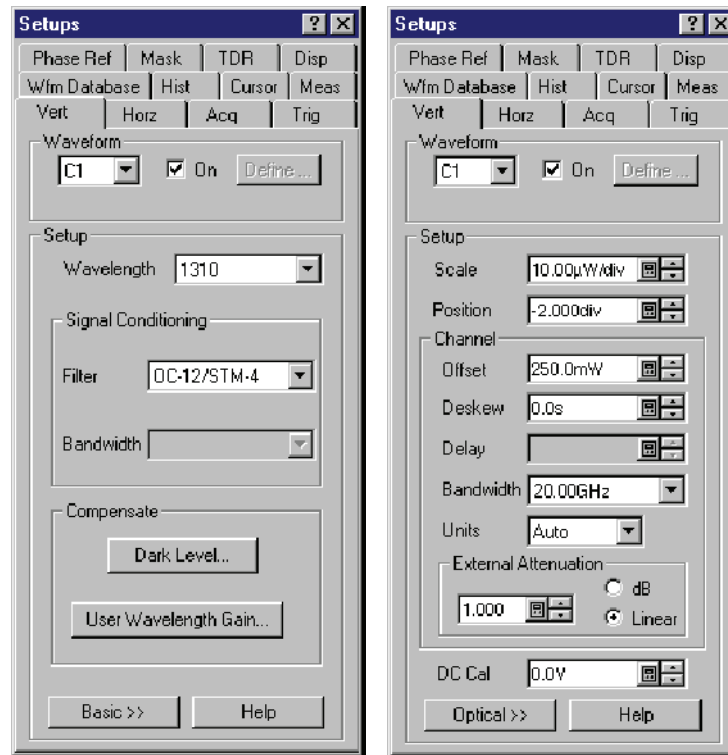 Setups
Phase Ref Mask TDR Disp
Wfm Database Hist Cursor Meas
Vert Horz Acq Trig
Waveform
C1 On Define ...
Setup
Wavelength 1310
Signal Conditioning
Filter OC-12/STM-4
Bandwidth
Compensate
Dark Level...
User Wavelength Gain...
Basic >> Help
Setups
Phase Ref Mask TDR Disp
Wfm Database Hist Cursor Meas
Vert Horz Acq Trig
Waveform
C1 On Define ...
Setup
Scale 10.00µW/div
Position -2.000div
Channel
Offset 250.0mW
Deskew 0.0s
Delay
Bandwidth 20.00GHz
Units Auto
External Attenuation
dB
1.000
Linear
DC Cal 0.0V
Optical >> Help